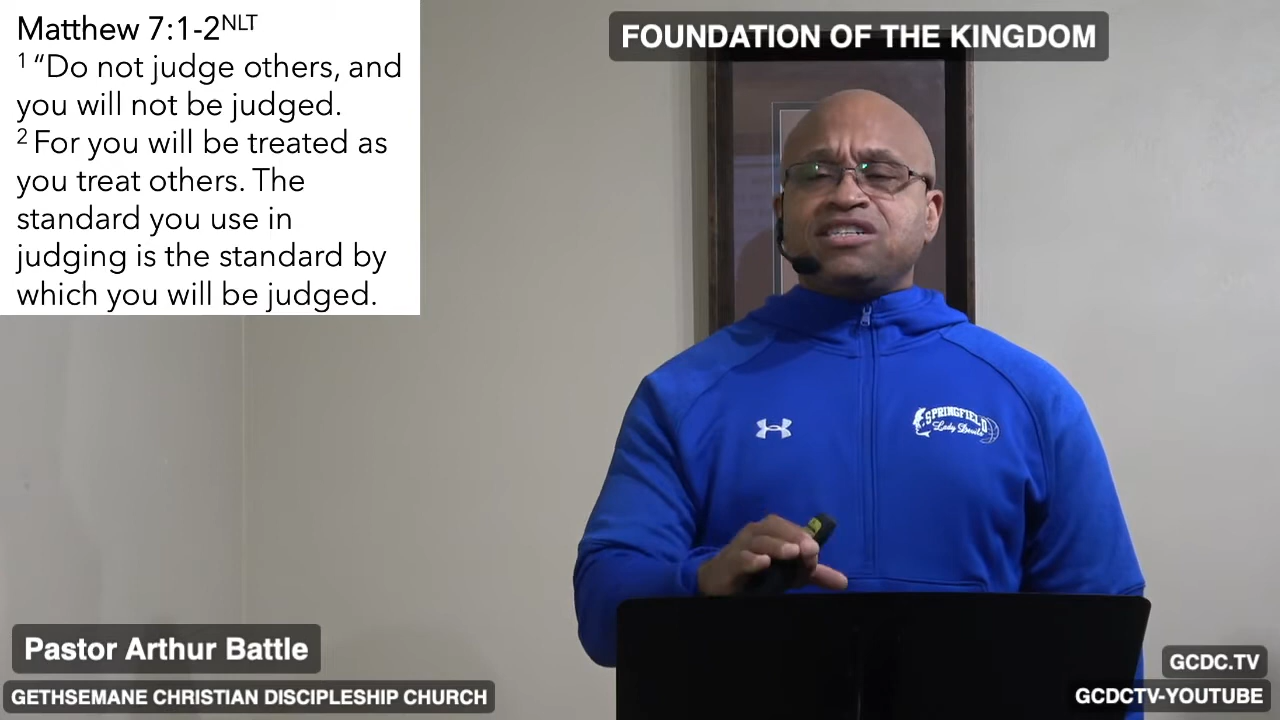 Matthew 7:1-2NLT
1 “Do not judge others, and
you will not be judged.
2 For you will be treated as
you treat others. The
standard you use in
judging is the standard by
which you will be judged.
FOUNDATION OF THE KINGDOM
SPRINGFIELD
Lady Devils
Pastor Arthur Battle
GETHSEMANE CHRISTIAN DISCIPLESHIP CHURCH
GCDC.TV
GCDCTV-YOUTUBE